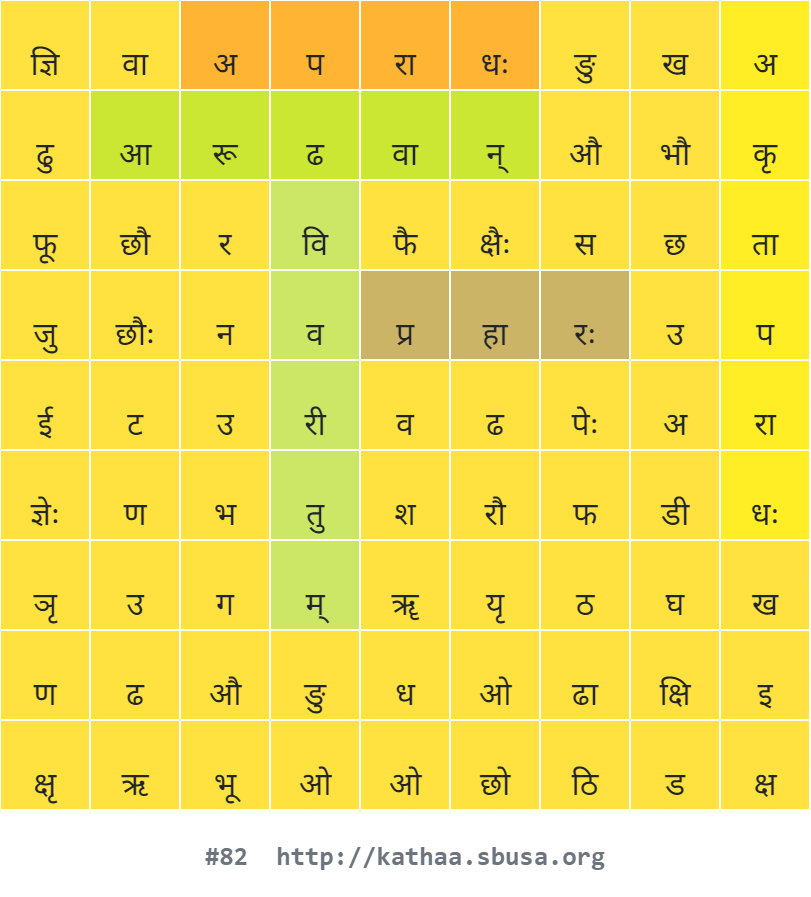 ज्ञि वा अ प रा धः ङु ख अ
ढु आ रू ढ वा न् औ भौ कृ
फू छौ र वि फै क्षैः स छ ता
जु छौः न व प्र हा रः उ प
ई ट उ री व ढ पेः अ रा
ज्ञेः ण भ तु श रौ फ डी धः
ञृ उ ग म् ॠ यृ ठ घ ख
ण ढ औ ङु ध ओ ढा क्षि इ
क्षृ ऋ भू ओ ओ छो ठि ड क्ष
#82 http://kathaa.sbusa.org